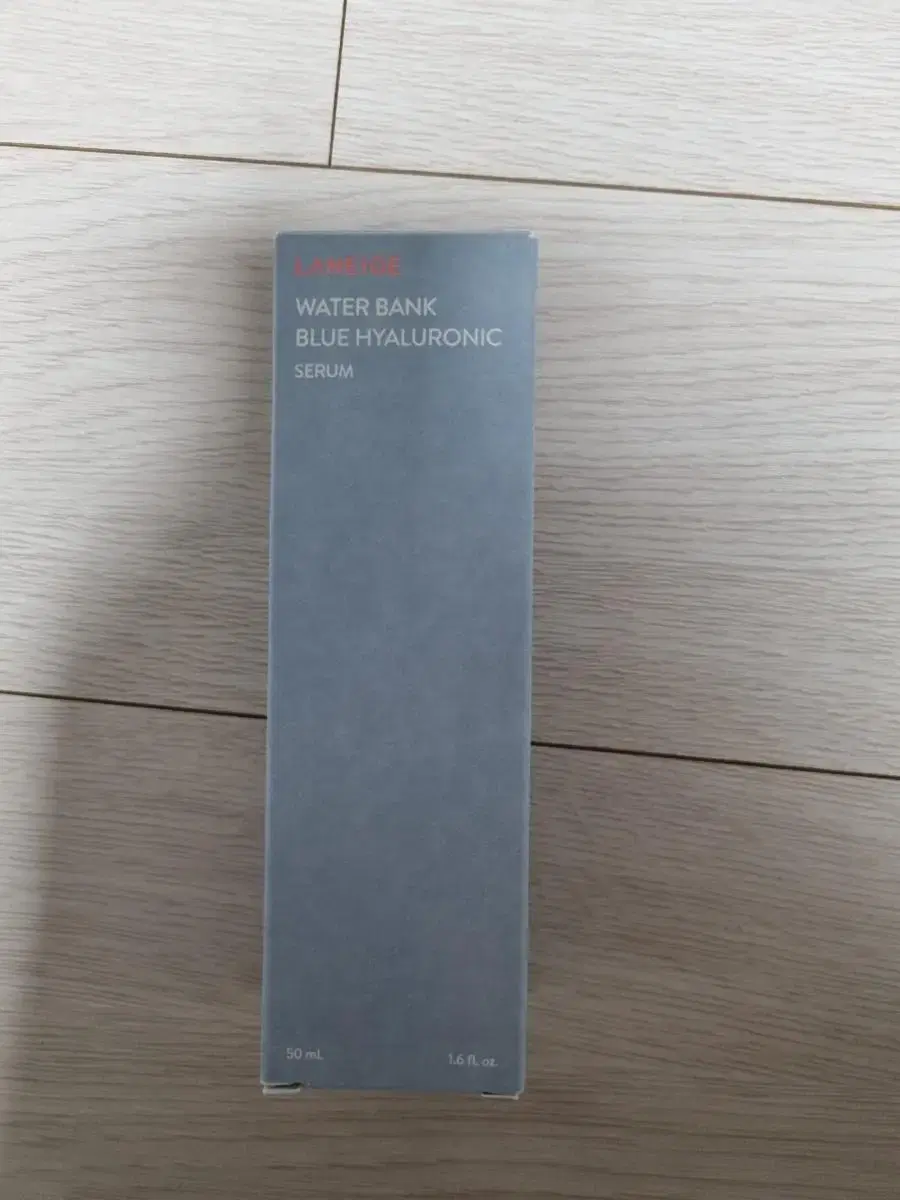 LANEIGE
WATER BANK
BLUE HYALURONIC
SERUM
50 mL 1.6 fl. oz.